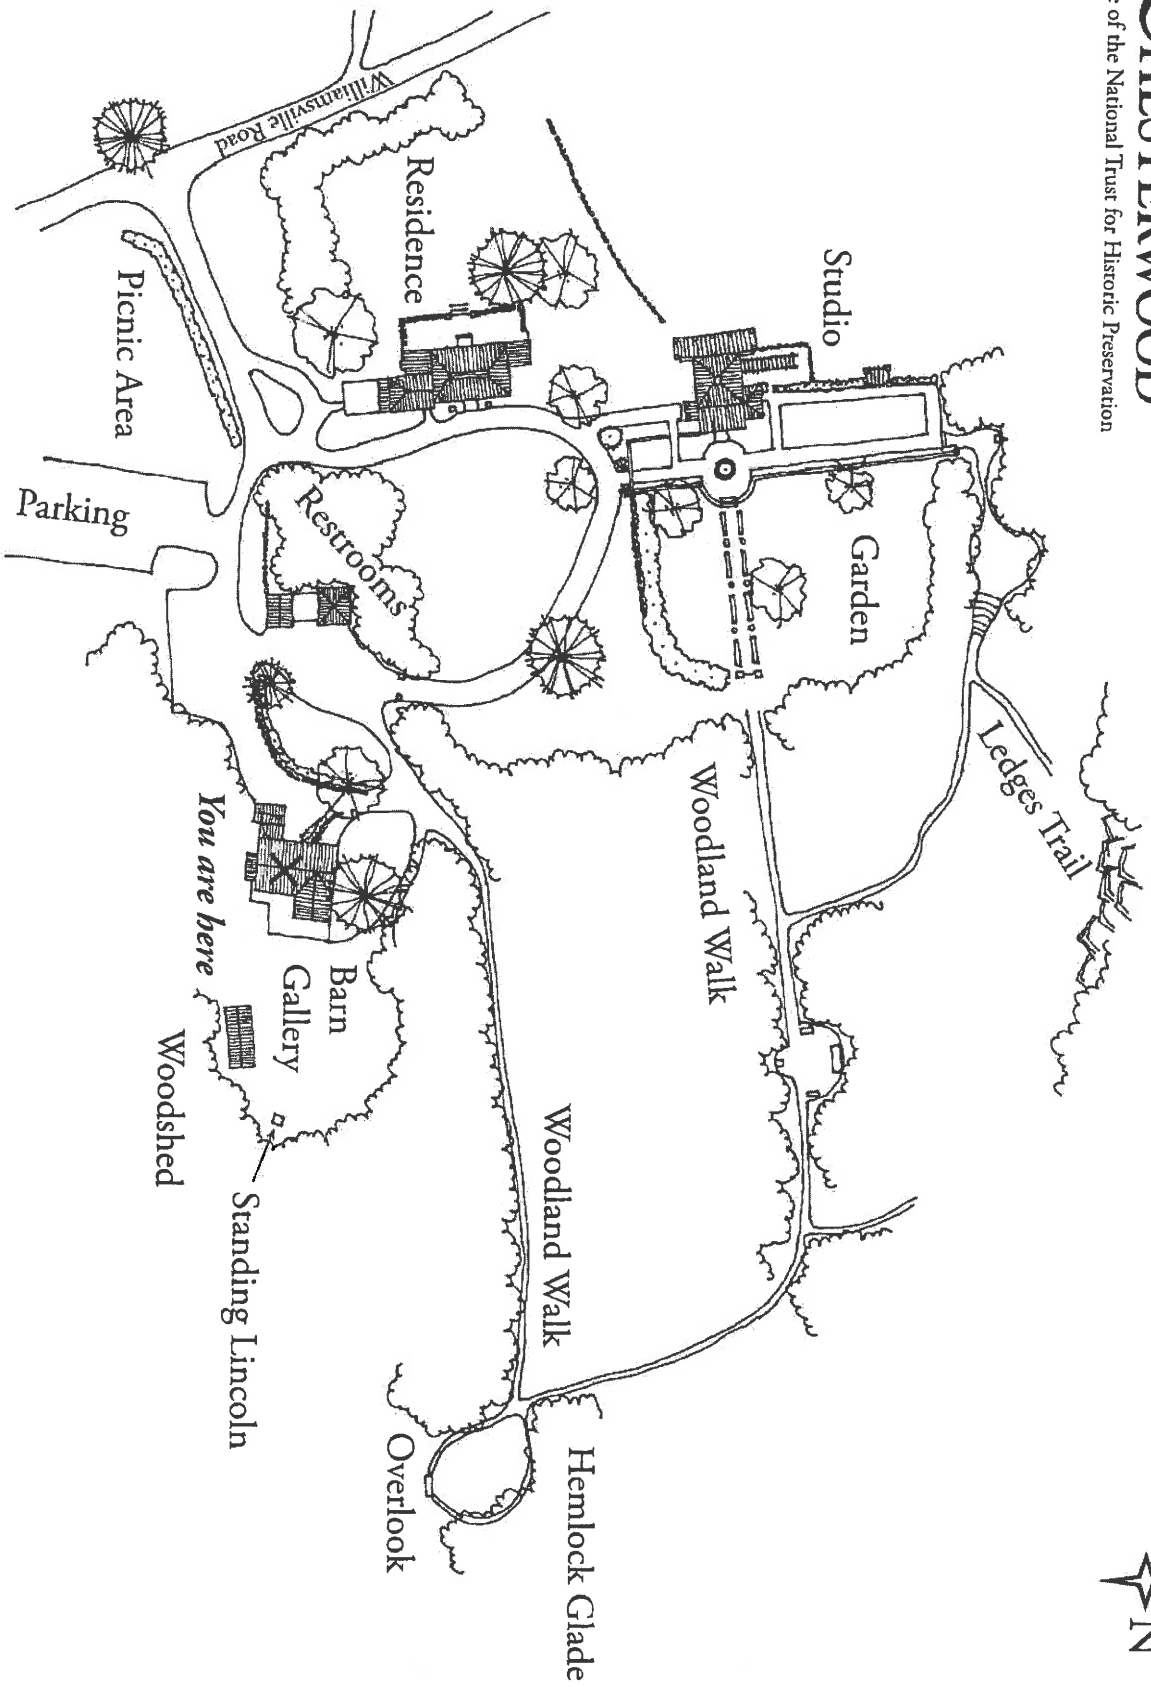 CHESTERWOOD
e of the National Trust for Historic Preservation
N
Studio
Garden
Ledges Trail
Woodland Walk
Hemlock Glade
Woodland Walk
Residence
Williamsville Road
Restrooms
Overlook
Barn
Gallery
Standing Lincoln
You are here
Woodshed
Picnic Area
Parking